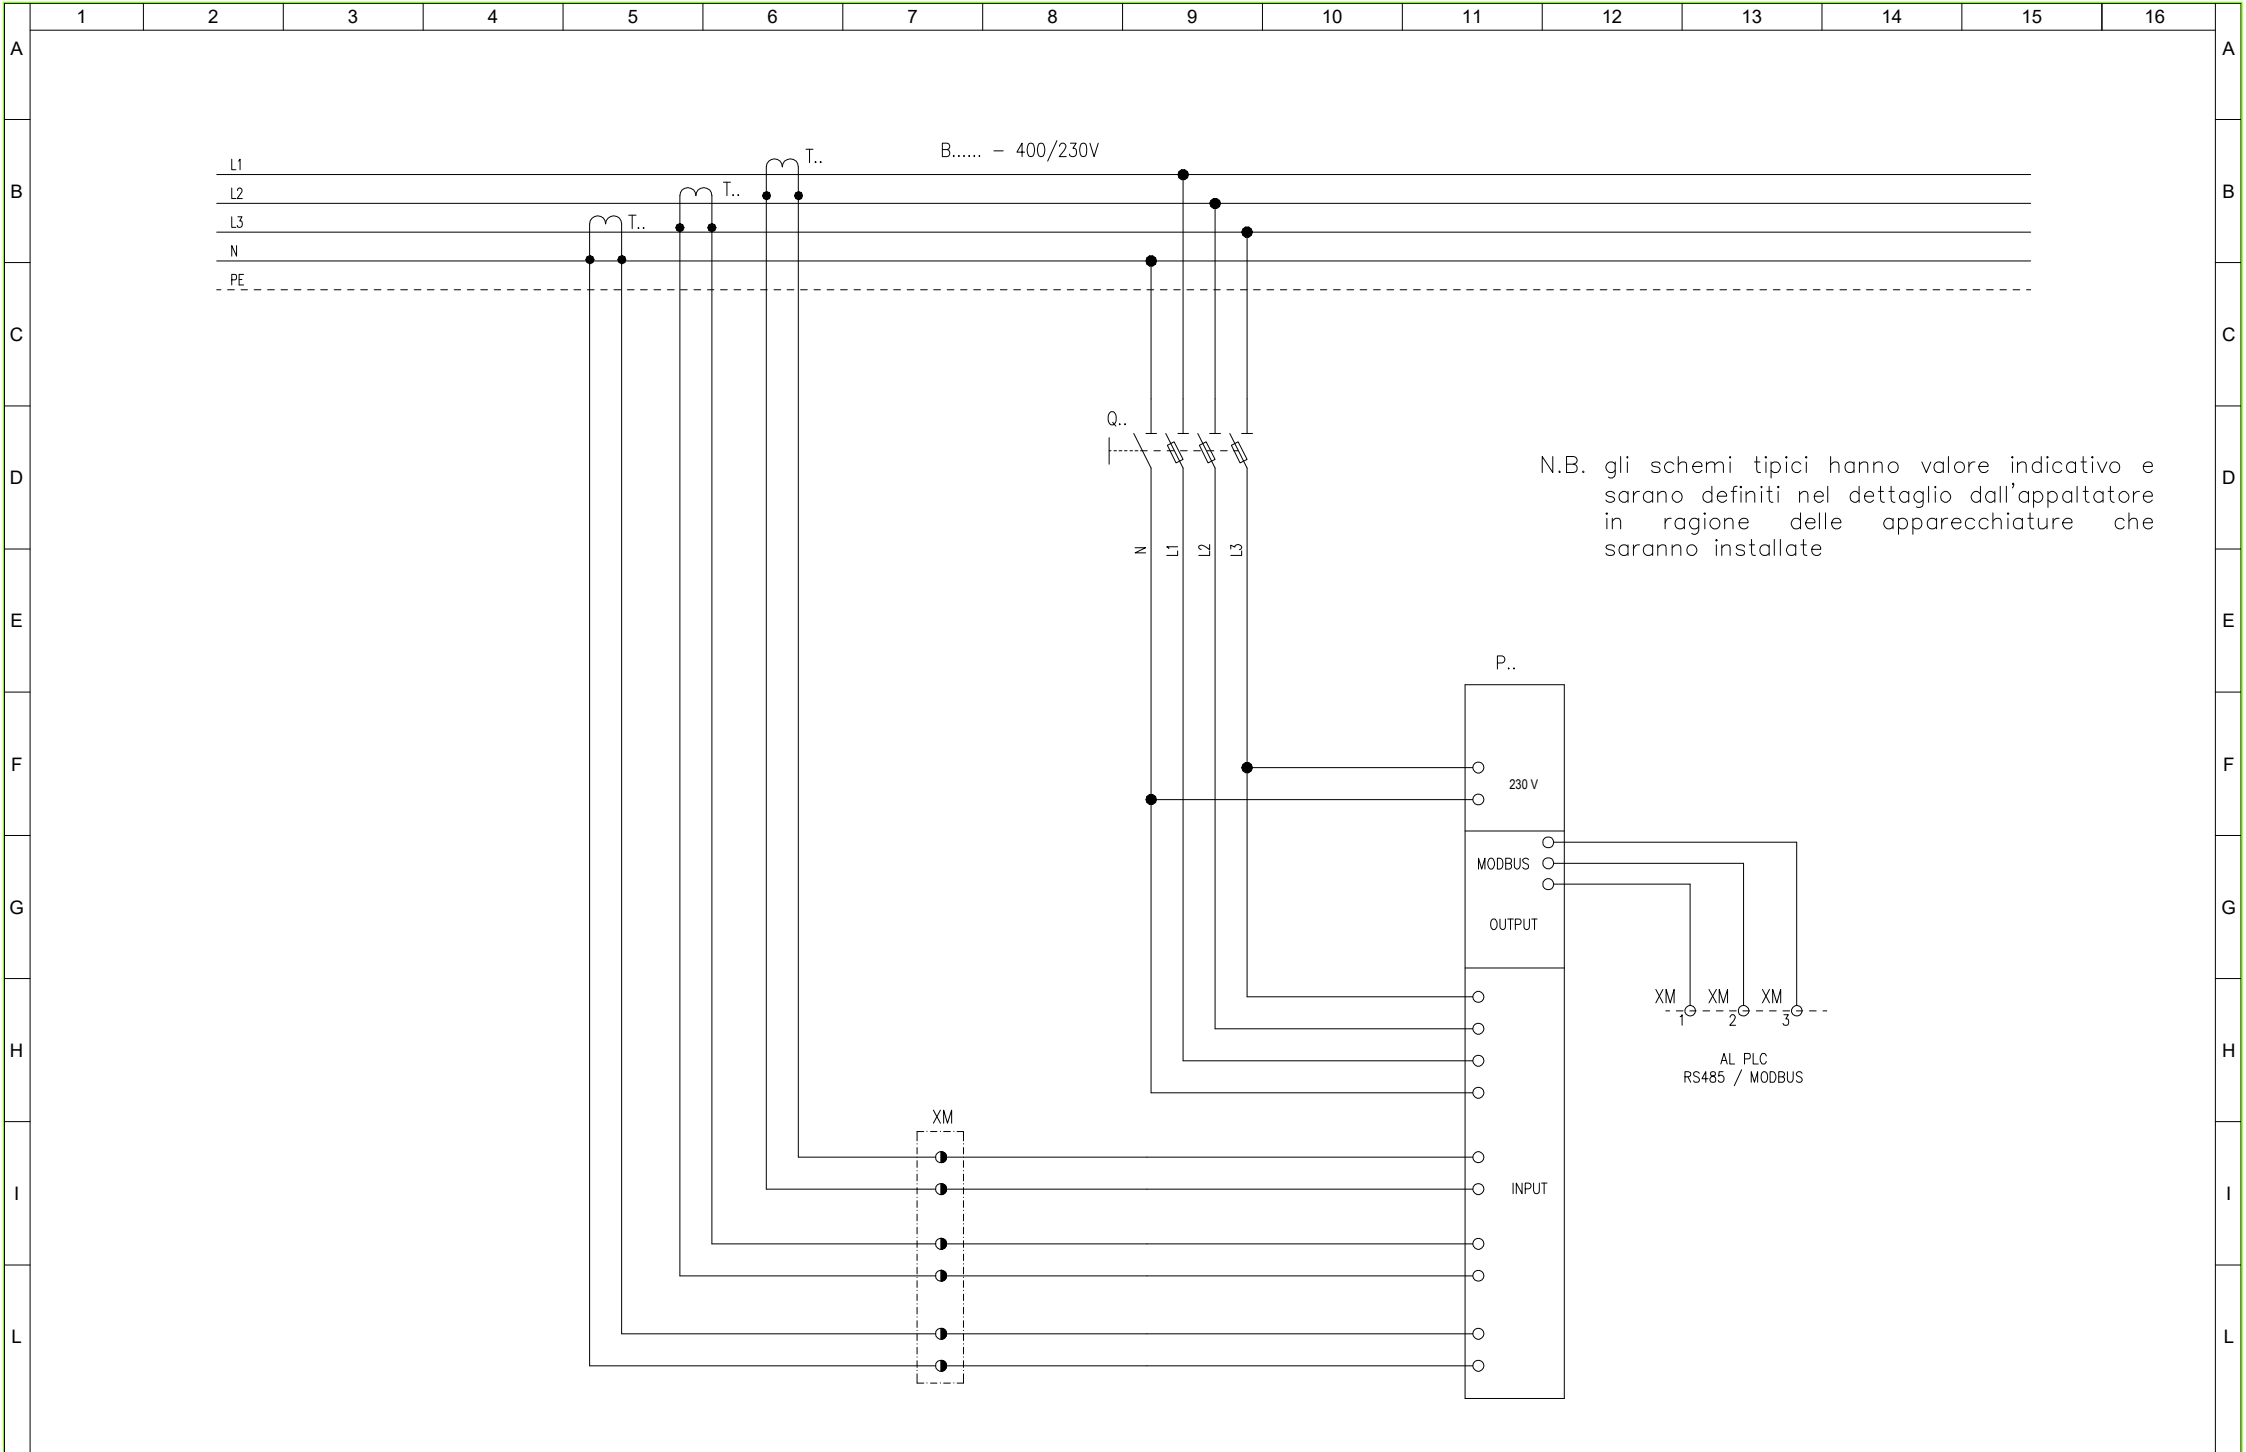 1 2 3 4 5 6 7 8 9 10 11 12 13 14 15 16
A A
B...... - 400/230V
T..
L1
B B
L2 T..
L3 T..
N
PE
C C
Q..
D D
N.B. gli schemi tipici hanno valore indicativo e
sarano definiti nel dettaglio dall'appaltatore
in ragione delle apparecchiature che
saranno installate
N L1 L2 L3
E E
P..
F F
230 V
MODBUS
G G
OUTPUT
XM XM XM
1 2 3
H H
AL PLC
RS485 / MODBUS
XM
I I
INPUT
L L